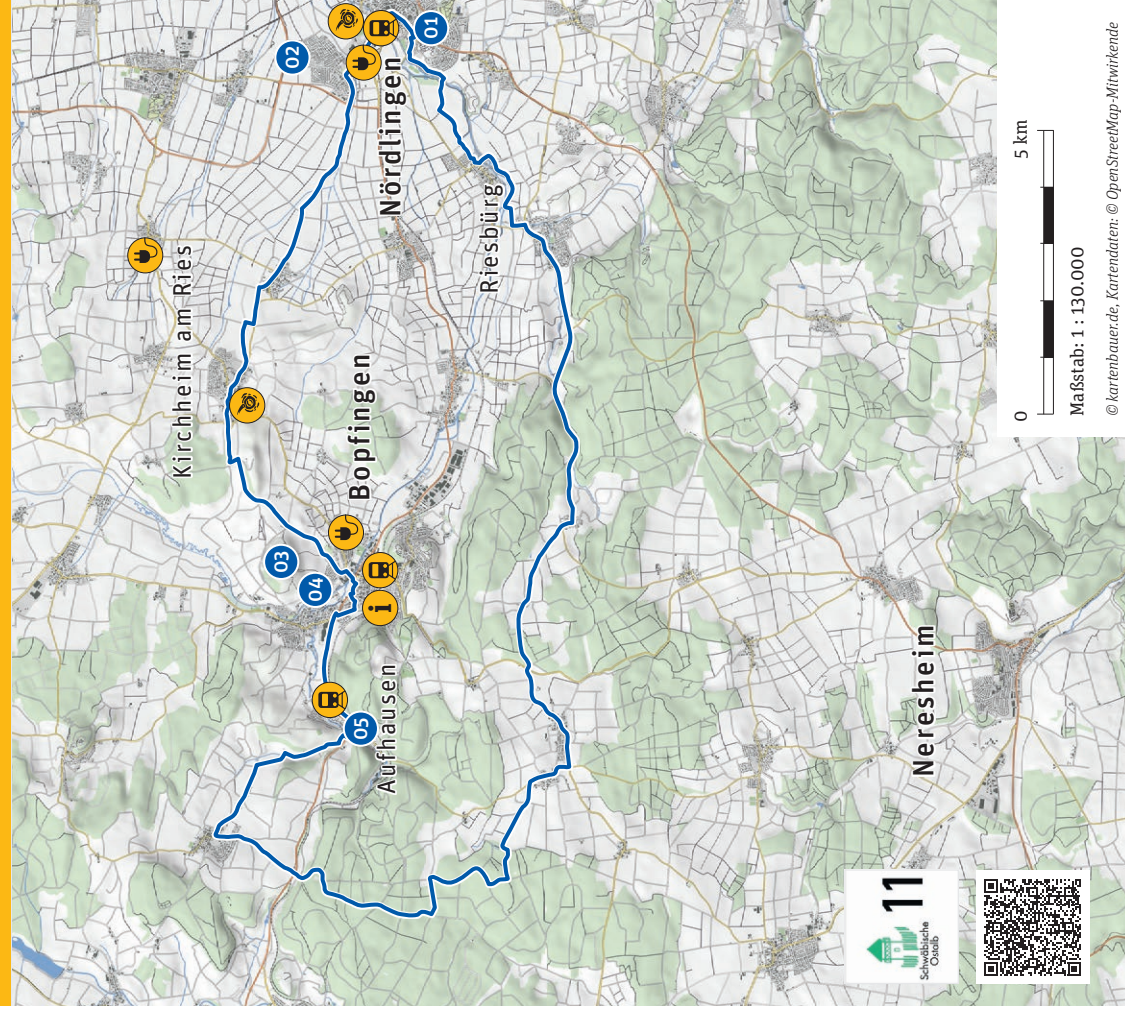 01
02
Nördlingen
Kirchheim am Ries
Riesbürg
Bopfingen
03
04
i
05
Aufhausen
Neresheim
0
5 km
Maßstab: 1 : 130.000
© kartenbauer.de, Kartendaten: © OpenStreetMap-Mitwirkende
Schwäbische
Ostalb
11